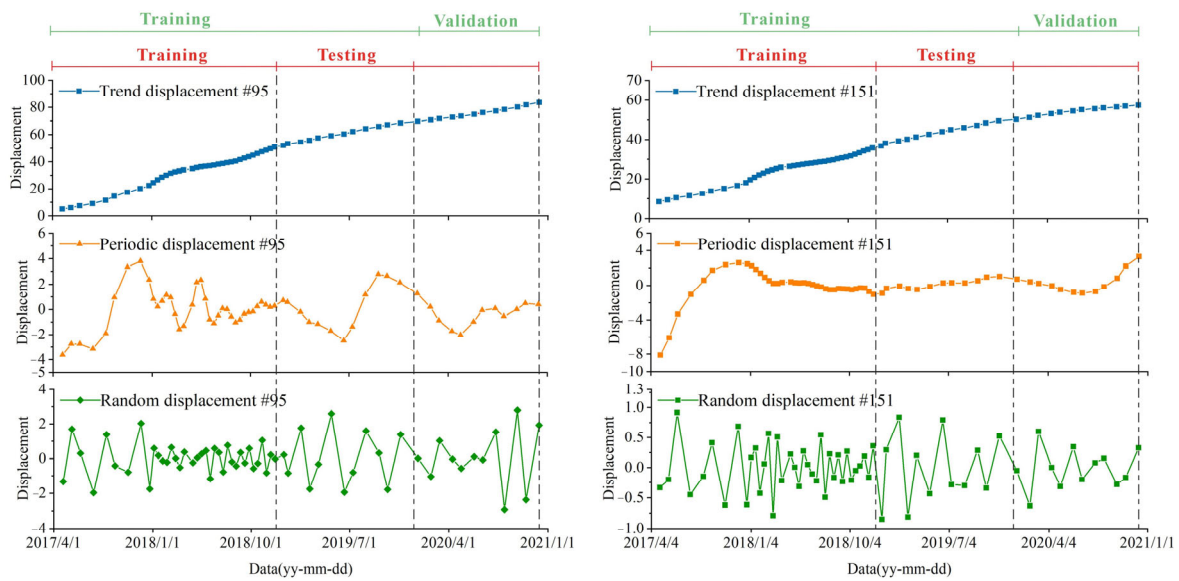 Training Validation
Training Testing
100
80
60
40
20
0
Displacement
Trend displacement #95
6
4
2
0
−2
−4
−5
Displacement
Periodic displacement #95
4
2
0
−2
−4
Displacement
Random displacement #95
2017/4/1 2018/1/1 2018/10/1 2019/7/1 2020/4/1 2021/1/1
Data(yy-mm-dd)
Training Validation
Training Testing
70
60
40
20
0
Displacement
Trend displacement #151
6
4
0
−4
−8
−10
Displacement
Periodic displacement #151
1.3
1.0
0.5
0.0
−0.5
−1.0
Displacement
Random displacement #151
2017/4/4 2018/1/4 2018/10/4 2019/7/4 2020/4/4 2021/1/1
Data(yy-mm-dd)